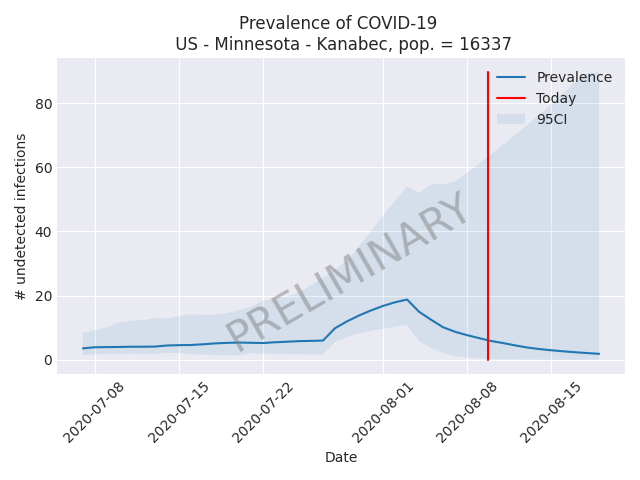 Prevalence of COVID-19
US - Minnesota - Kanabec, pop. = 16337
Prevalence
Today
95CI
# undetected infections
80
60
40
20
0
PRELIMINARY
2020-07-08
2020-07-15
2020-07-22
2020-08-01
2020-08-08
2020-08-15
Date